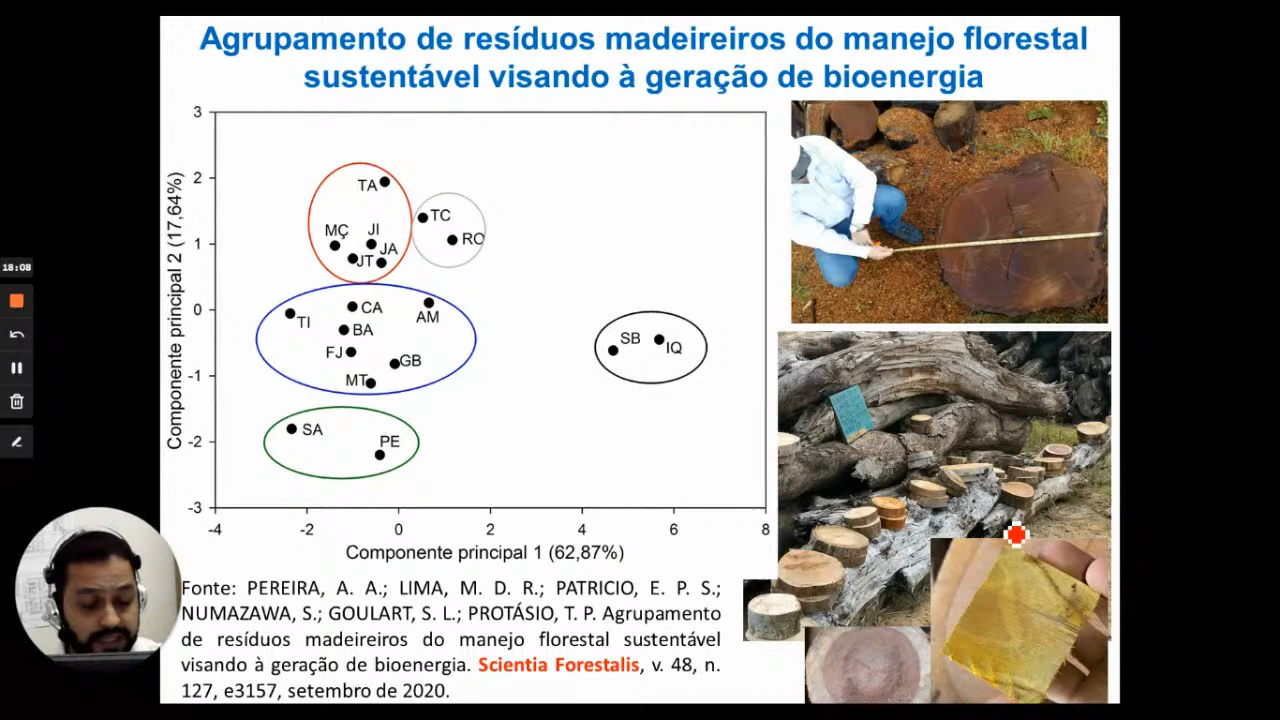 Agrupamento de resíduos madeireiros do manejo florestal
sustentável visando à geração de bioenergia
3
2
1
0
-1
-2
-3
Componente principal 2 (17,64%)
TA
TC
MÇ
JI
RO
JA
JT
CA
AM
TI
BA
FJ
GB
MT
SB
IQ
SA
PE
-4
-2
0
2
4
6
8
Componente principal 1 (62,87%)
18:08
Fonte: PEREIRA, A. A.; LIMA, M. D. R.; PATRICIO, E. P. S.;
NUMAZAWA, S.; GOULART, S. L.; PROTÁSIO, T. P. Agrupamento
de resíduos madeireiros do manejo florestal sustentável
visando à geração de bioenergia. Scientia Forestalis, v. 48, n.
127, e3157, setembro de 2020.